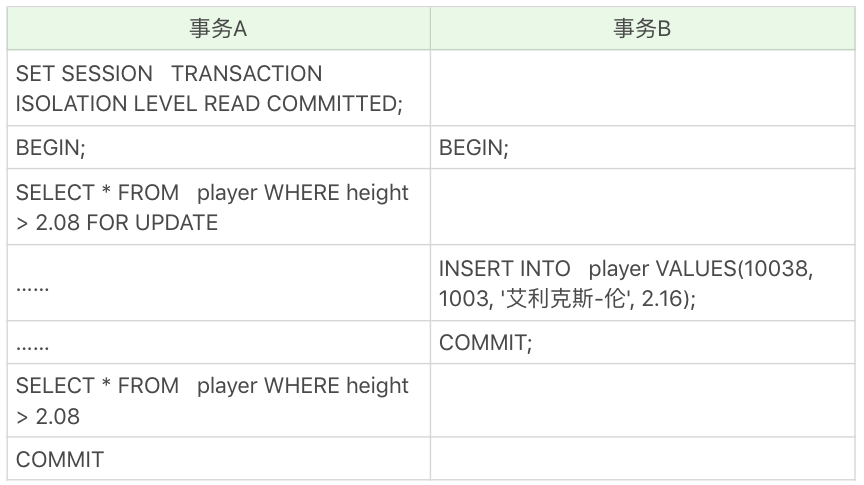 事务A 事务B
SET SESSION TRANSACTION
ISOLATION LEVEL READ COMMITTED;
BEGIN; BEGIN;
SELECT * FROM player WHERE height
> 2.08 FOR UPDATE
…… INSERT INTO player VALUES(10038,
1003, '艾利克斯-伦', 2.16);
…… COMMIT;
SELECT * FROM player WHERE height
> 2.08
COMMIT